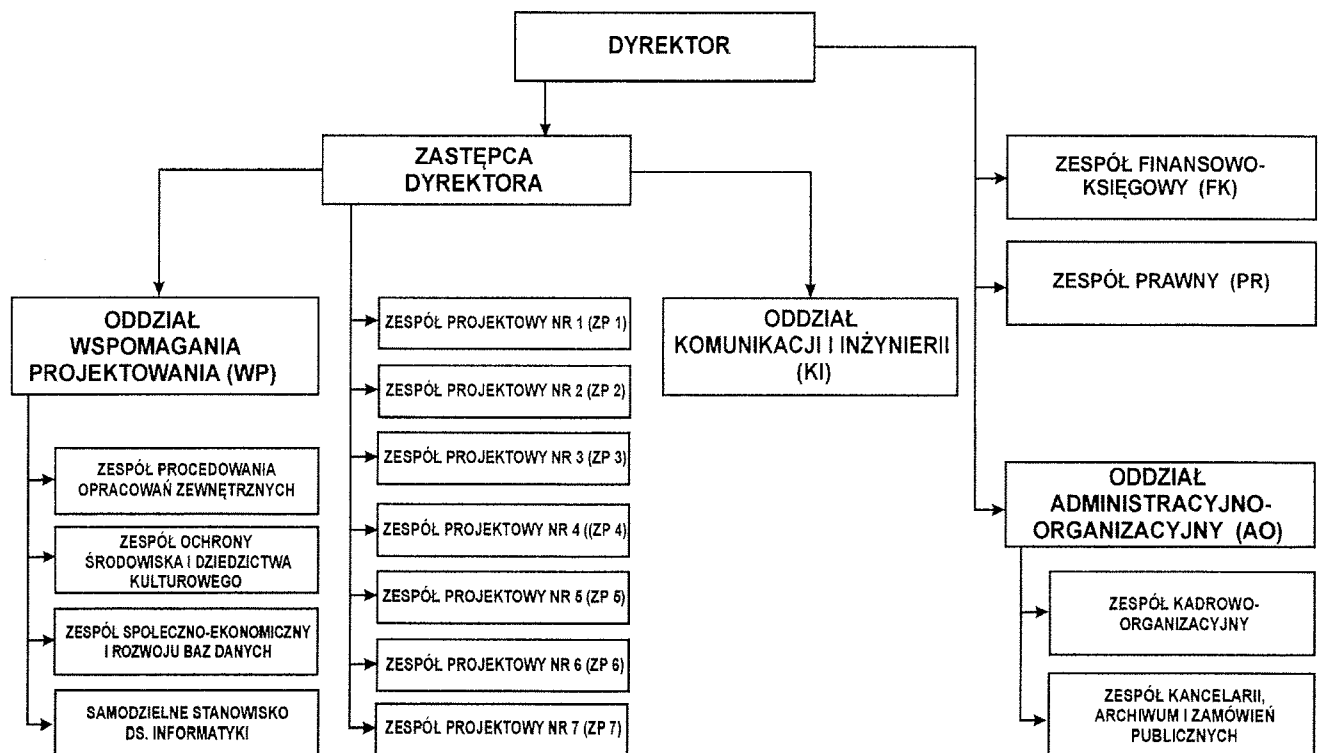 DYREKTOR
ZASTĘPCA
DYREKTORA
ZESPÓŁ FINANSOWO-
KSIĘGOWY (FK)
ZESPÓŁ PRAWNY (PR)
ODDZIAŁ
WSPOMAGANIA
PROJEKTOWANIA (WP)
ZESPÓŁ PROCEDOWANIA
OPRACOWAŃ ZEWNĘTRZNYCH
ZESPÓŁ OCHRONY
ŚRODOWISKA I DZIEDZICTWA
KULTUROWEGO
ZESPÓŁ SPOŁECZNO-EKONOMICZNY
I ROZWOJU BAZ DANYCH
SAMODZIELNE STANOWISKO
DS. INFORMATYKI
ZESPÓŁ PROJEKTOWY NR 1 (ZP 1)
ZESPÓŁ PROJEKTOWY NR 2 (ZP 2)
ZESPÓŁ PROJEKTOWY NR 3 (ZP 3)
ZESPÓŁ PROJEKTOWY NR 4 ((ZP 4)
ZESPÓŁ PROJEKTOWY NR 5 (ZP 5)
ZESPÓŁ PROJEKTOWY NR 6 (ZP 6)
ZESPÓŁ PROJEKTOWY NR 7 (ZP 7)
ODDZIAŁ
KOMUNIKACJI I INŻYNIERII
(KI)
ODDZIAŁ
ADMINISTRACYJNO-
ORGANIZACYJNY (AO)
ZESPÓŁ KADROWO-
ORGANIZACYJNY
ZESPÓŁ KANCELARII,
ARCHIWUM I ZAMÓWIEŃ
PUBLICZNYCH